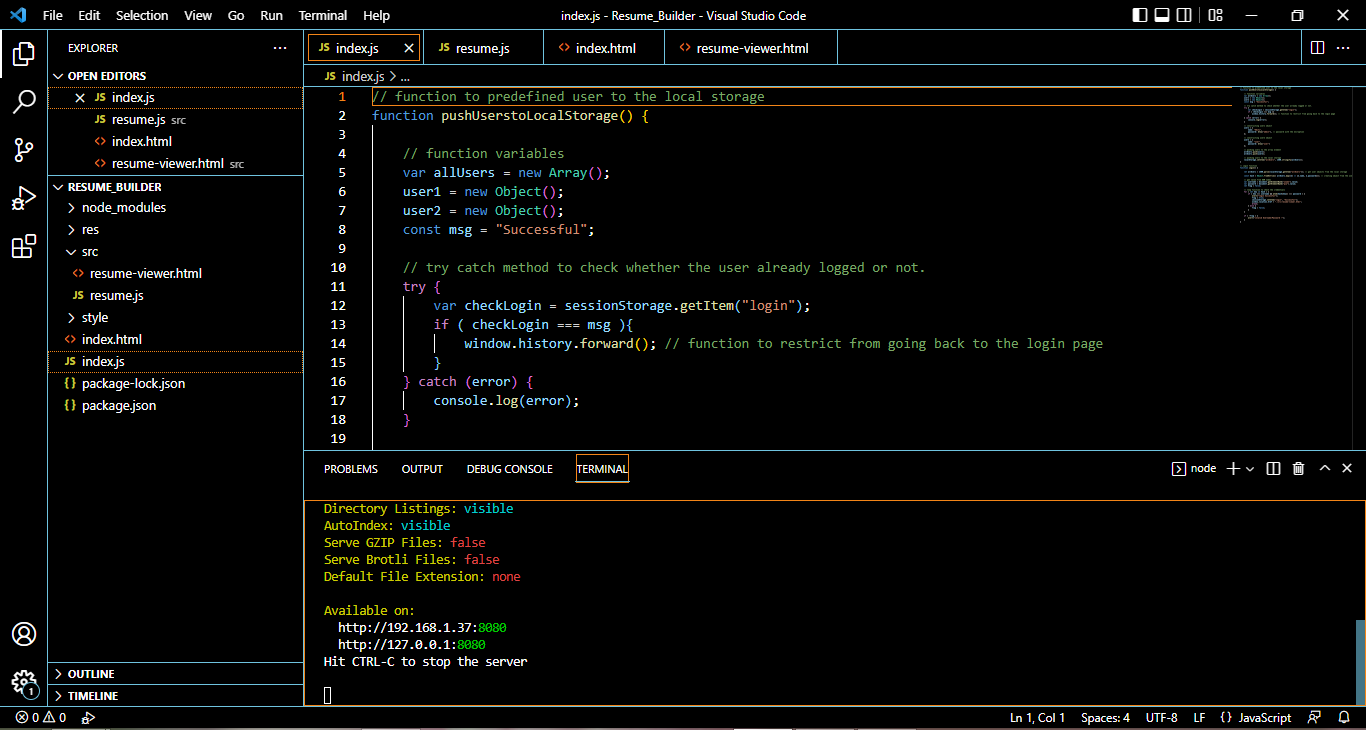 File Edit Selection View Go Run Terminal Help index.js - Resume_Builder - Visual Studio Code
EXPLORER
OPEN EDITORS
JS index.js
JS resume.js src
<> index.html
<> resume-viewer.html src
RESUME_BUILDER
node_modules
res
src
<> resume-viewer.html
JS resume.js
style
<> index.html
JS index.js
{} package-lock.json
{} package.json
OUTLINE
TIMELINE
JS index.js JS resume.js <> index.html <> resume-viewer.html
JS index.js > ...
1 // function to predefined user to the local storage
2 function pushUserstoLocalStorage() {
3
4 // function variables
5 var allUsers = new Array();
6 user1 = new Object();
7 user2 = new Object();
8 const msg = "Successful";
9
10 // try catch method to check whether the user already logged or not.
11 try {
12 var checkLogin = sessionStorage.getItem("login");
13 if ( checkLogin === msg ){
14 window.history.forward(); // function to restrict from going back to the login page
15 }
16 } catch (error) {
17 console.log(error);
18 }
19
PROBLEMS OUTPUT DEBUG CONSOLE TERMINAL node
Directory Listings: visible
AutoIndex: visible
Serve GZIP Files: false
Serve Brotli Files: false
Default File Extension: none
Available on:
http://192.168.1.37:8080
http://127.0.0.1:8080
Hit CTRL-C to stop the server
1
0 0 Ln 1, Col 1 Spaces: 4 UTF-8 LF {} JavaScript